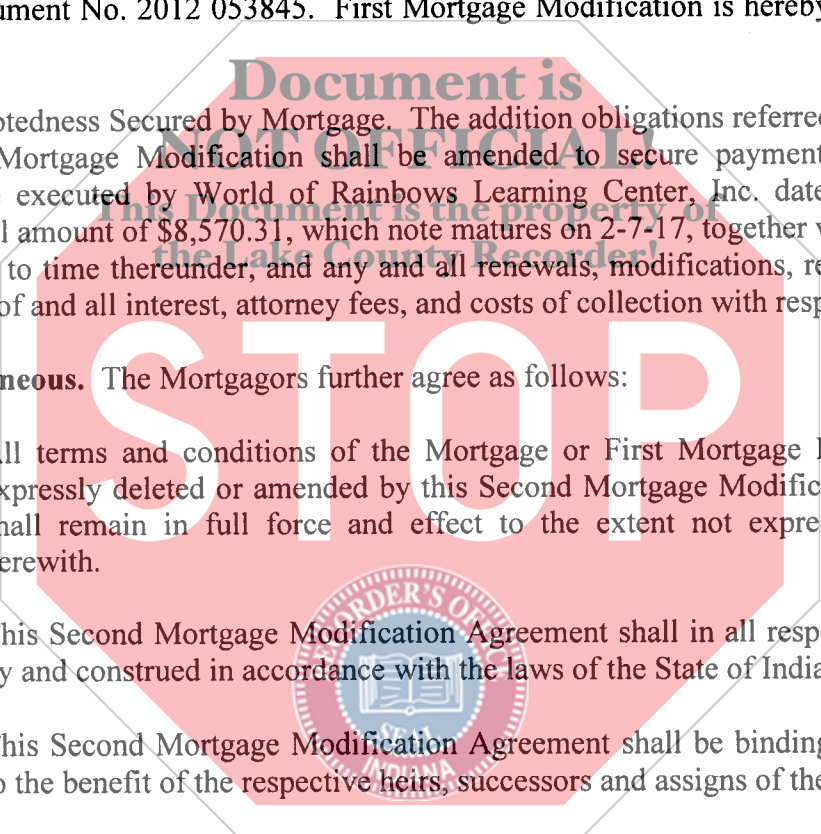 ument No. 2012 053845. First Mortgage Modification is hereby
Document is
otedness Secured by Mortgage. The addition obligations referre
NOT OFFICIAL!
Mortgage Modification shall be amended to secure payment
executed by World of Rainbows Learning Center, Inc. date
This Document is the property of
l amount of $8,570.31, which note matures on 2-7-17, together
the Lake County Recorder!
to time thereunder, and any and all renewals, modifications, re
of and all interest, attorney fees, and costs of collection with resp
STOP
neous. The Mortgagors further agree as follows:
ll terms and conditions of the Mortgage or First Mortgage
xpressly deleted or amended by this Second Mortgage Modific
hall remain in full force and effect to the extent not expre
erewith.
RECORDER'S OFFICE
his Second Mortgage Modification Agreement shall in all resp
y and construed in accordance with the laws of the State of India
SEAL
his Second Mortgage Modification Agreement shall be binding
INDIANA
o the benefit of the respective heirs, successors and assigns of the